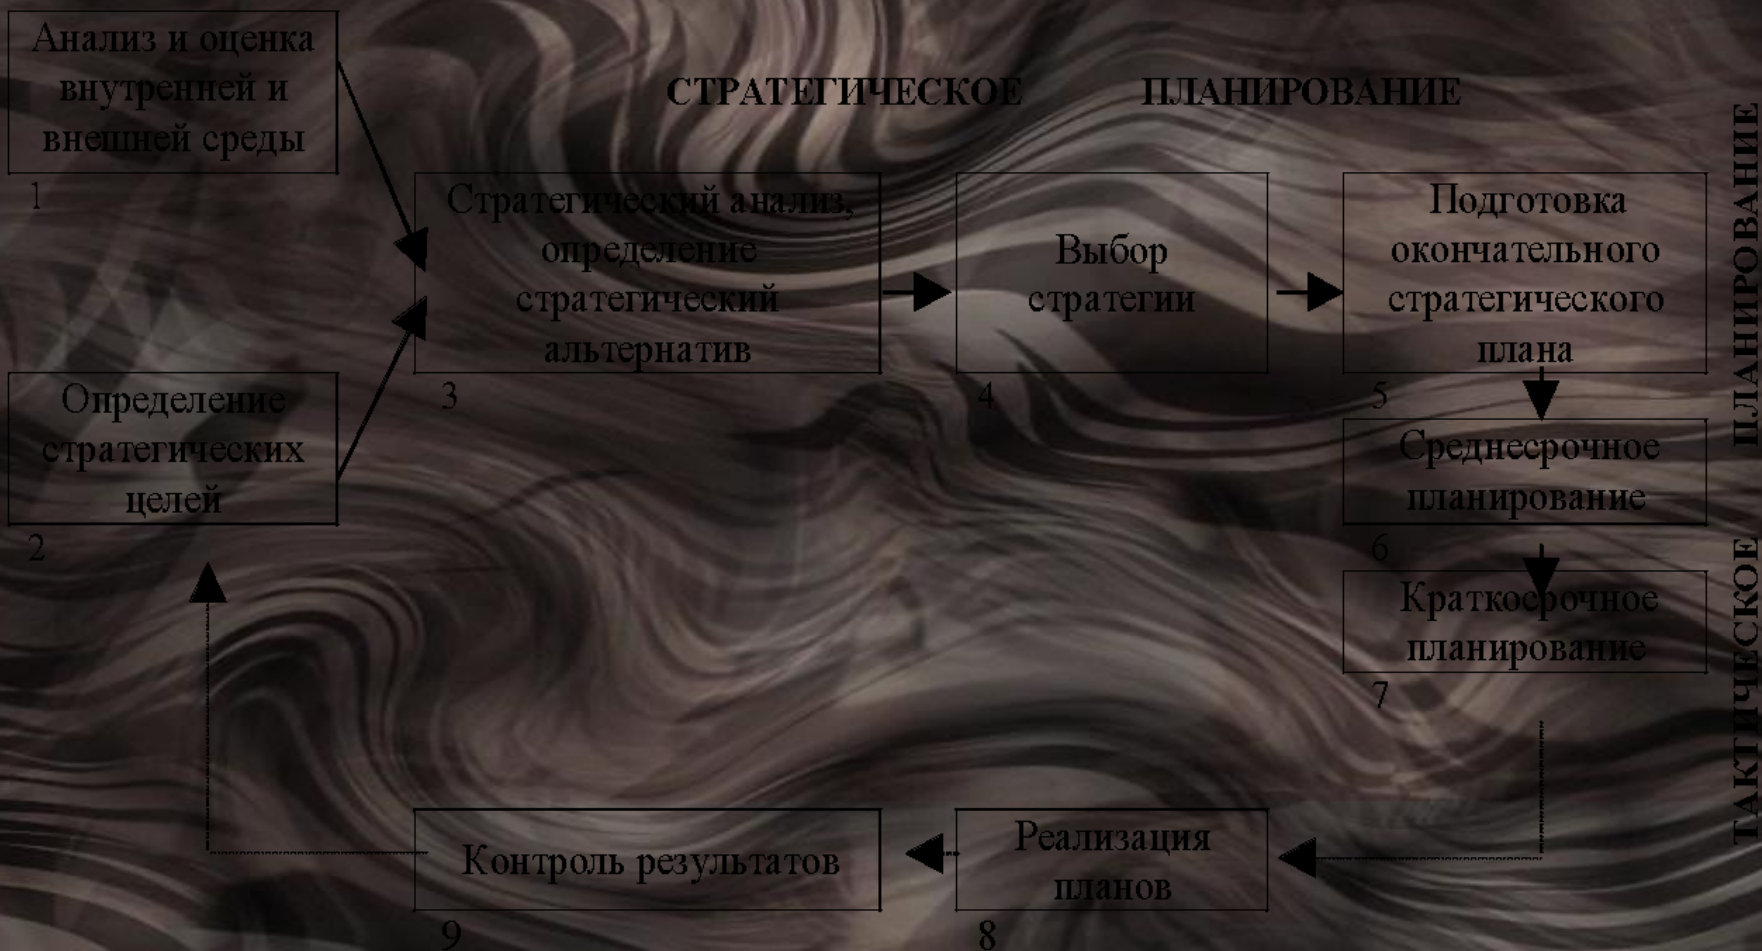 Анализ и оценка
внутренней и
внешней среды
1
СТРАТЕГИЧЕСКОЕ ПЛАНИРОВАНИЕ
Стратегический анализ,
определение
стратегический
альтернатив
3
Выбор
стратегии
4
Подготовка
окончательного
стратегического
плана
5
Определение
стратегических
целей
2
Среднесрочное
планирование
6
Краткосрочное
планирование
7
ТАКТИЧЕСКОЕ ПЛАНИРОВАНИЕ
Реализация
планов
8
Контроль результатов
9